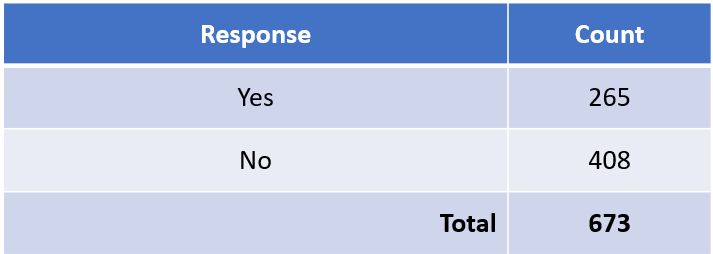 Response Count
Yes 265
No 408
Total 673